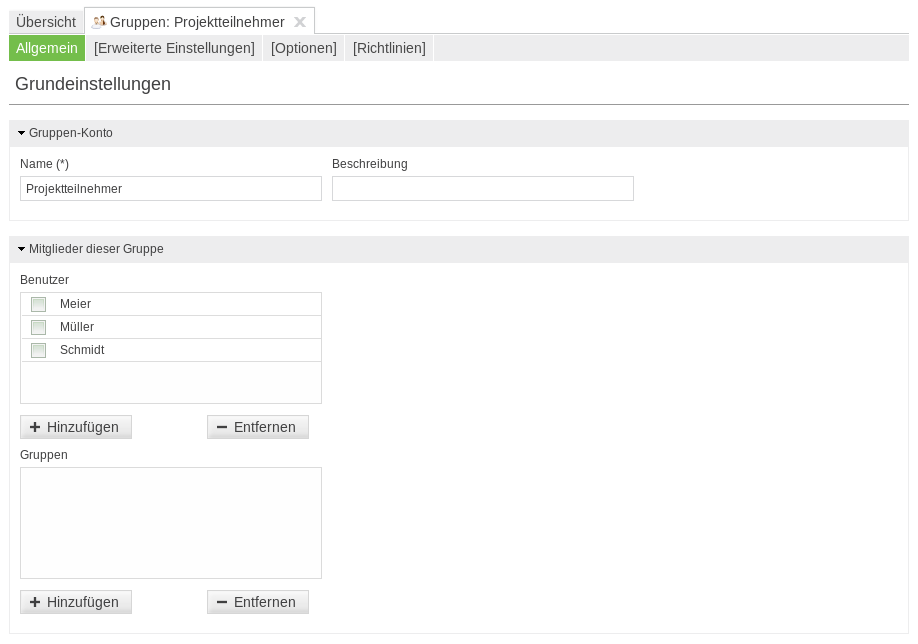 Übersicht Gruppen: Projektteilnehmer
Allgemein [Erweiterte Einstellungen] [Optionen] [Richtlinien]
Grundeinstellungen
Gruppen-Konto
Name (*) Beschreibung
Projektteilnehmer
Mitglieder dieser Gruppe
Benutzer
Meier
Müller
Schmidt
Hinzufügen Entfernen
Gruppen
Hinzufügen Entfernen